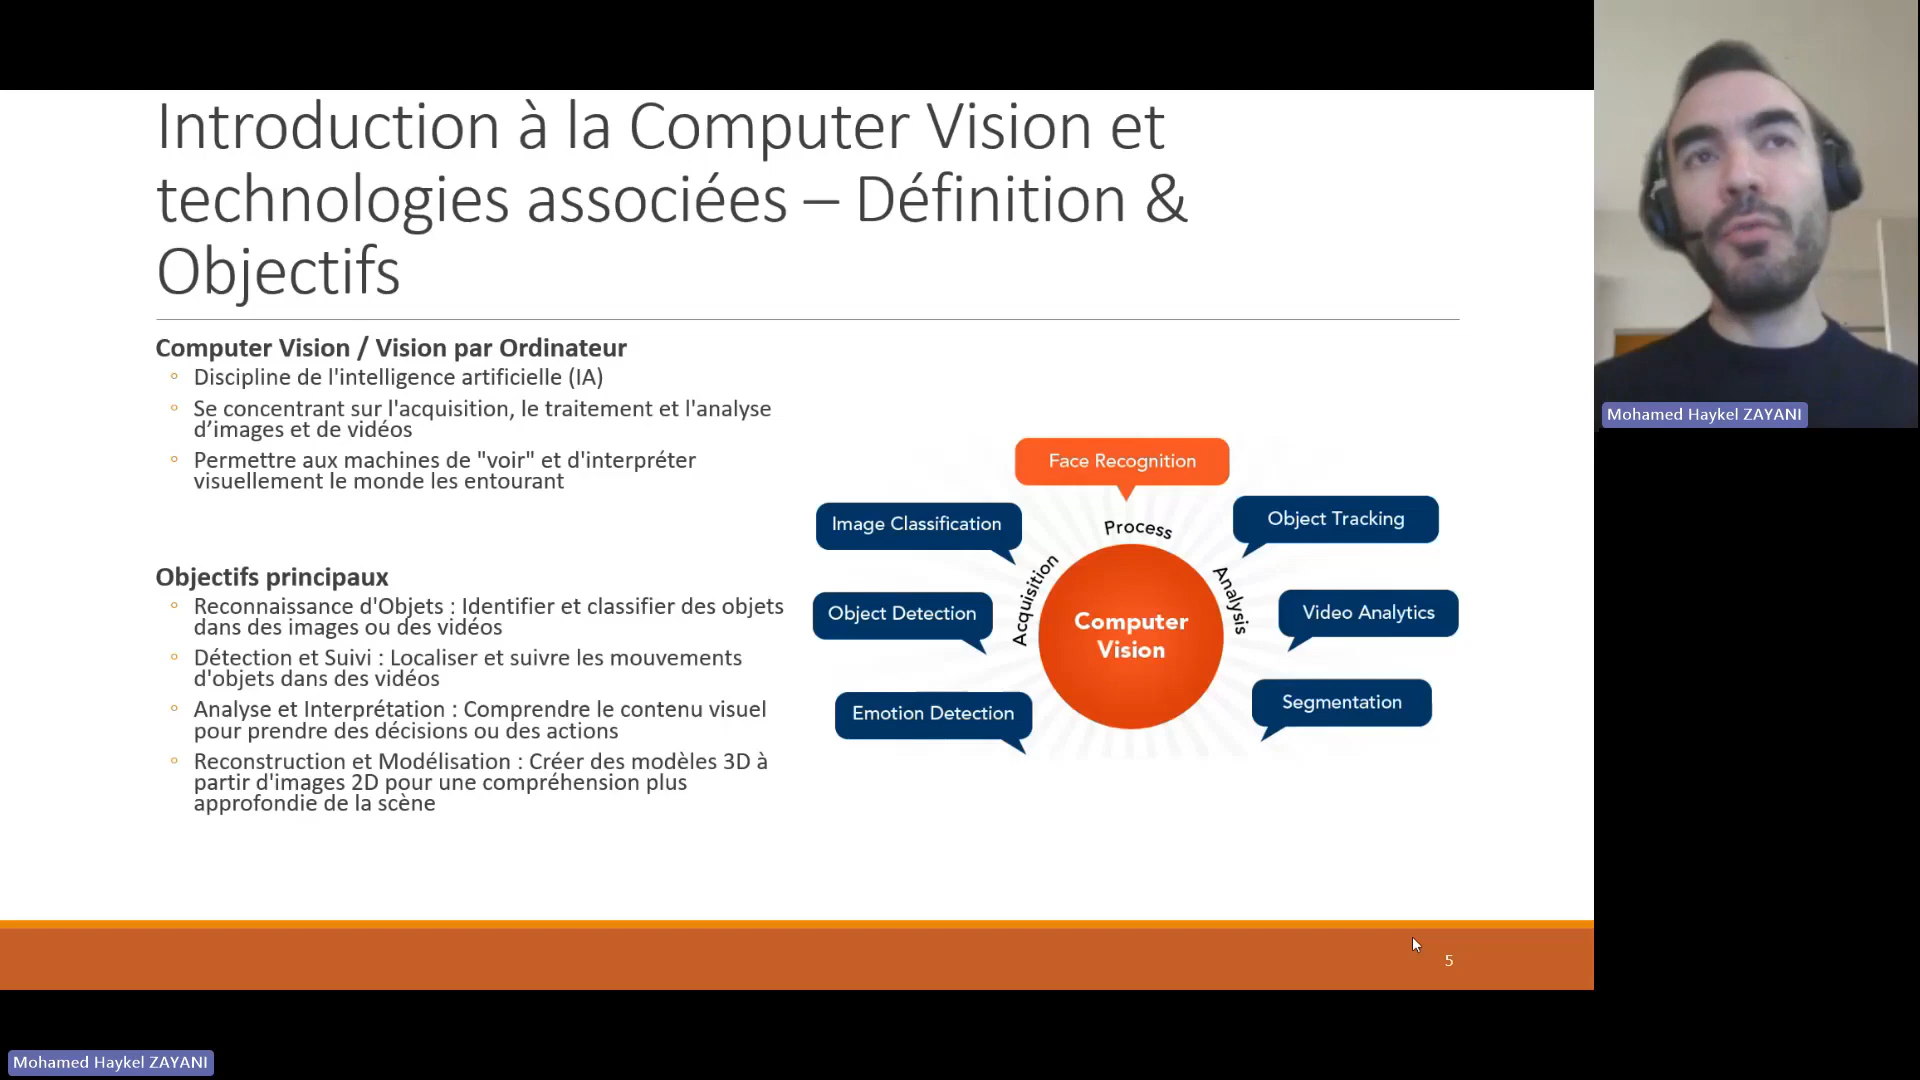 Introduction à la Computer Vision et
technologies associées – Définition &
Objectifs
Computer Vision / Vision par Ordinateur
Discipline de l'intelligence artificielle (IA)
Se concentrant sur l'acquisition, le traitement et l'analyse
d’images et de vidéos
Permettre aux machines de "voir" et d'interpréter
visuellement le monde les entourant
Objectifs principaux
Reconnaissance d'Objets : Identifier et classifier des objets
dans des images ou des vidéos
Détection et Suivi : Localiser et suivre les mouvements
d'objets dans des vidéos
Analyse et Interprétation : Comprendre le contenu visuel
pour prendre des décisions ou des actions
Reconstruction et Modélisation : Créer des modèles 3D à
partir d'images 2D pour une compréhension plus
approfondie de la scène
Face Recognition
Image Classification
Object Tracking
Process
Acquisition
Analysis
Object Detection
Video Analytics
Computer
Vision
Emotion Detection
Segmentation
5
Mohamed Haykel ZAYANI
Mohamed Haykel ZAYANI